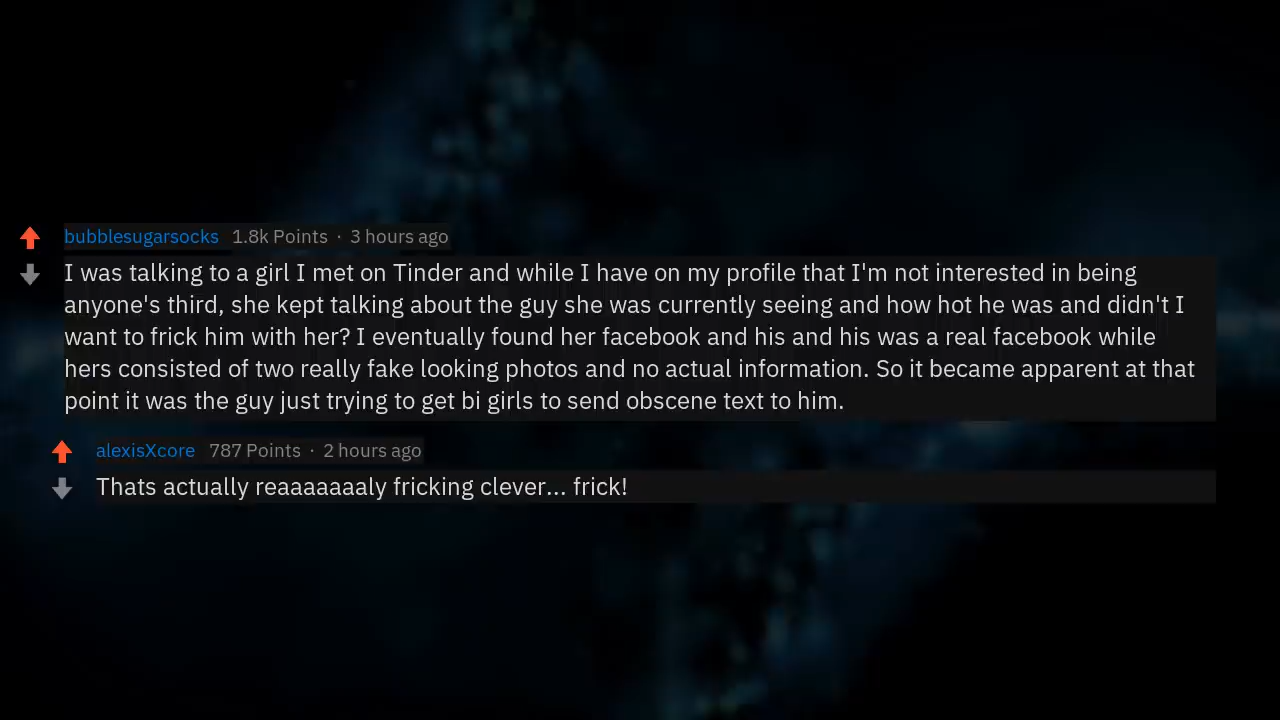 bubblesugarsocks 1.8k Points · 3 hours ago
I was talking to a girl I met on Tinder and while I have on my profile that I'm not interested in being
anyone's third, she kept talking about the guy she was currently seeing and how hot he was and didn't I
want to frick him with her? I eventually found her facebook and his and his was a real facebook while
hers consisted of two really fake looking photos and no actual information. So it became apparent at that
point it was the guy just trying to get bi girls to send obscene text to him.
alexisXcore 787 Points · 2 hours ago
Thats actually reaaaaaaaly fricking clever... frick!